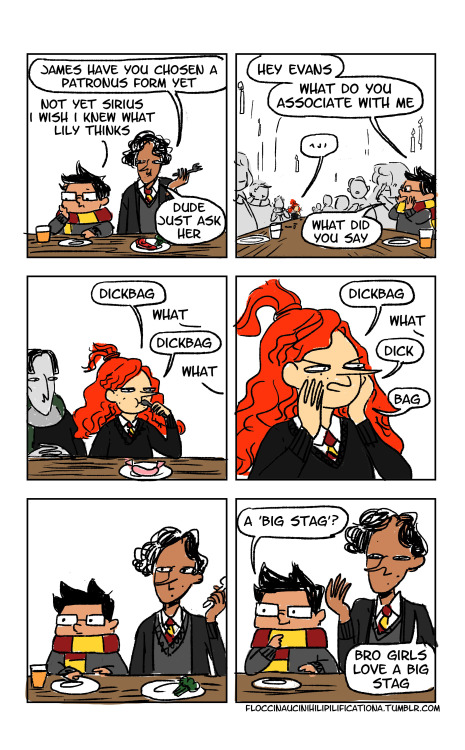 JAMES HAVE YOU CHOSEN A
PATRONUS FORM YET
NOT YET SIRIUS
I WISH I KNEW WHAT
LILY THINKS
DUDE
JUST ASK
HER
HEY EVANS
WHAT DO YOU
ASSOCIATE WITH ME
WHAT DID
YOU SAY
DICKBAG
WHAT
DICKBAG
WHAT
DICKBAG
WHAT
DICK
BAG
A 'BIG STAG'?
BRO GIRLS
LOVE A BIG
STAG
FLOCCINAUCINIHILIPILIFICATIONA.TUMBLR.COM